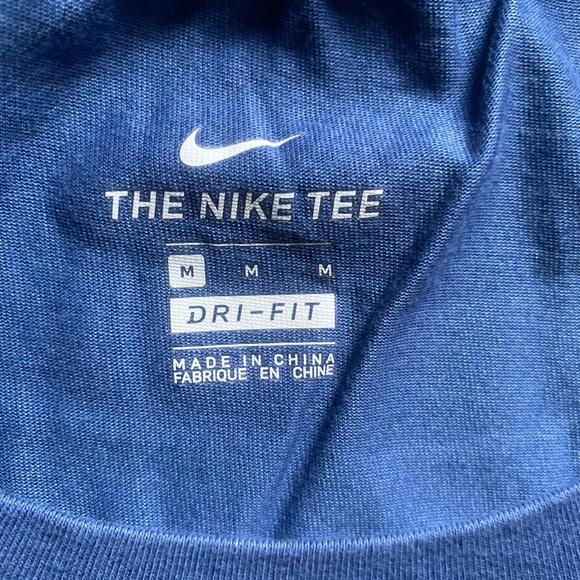 THE NIKE TEE
M M M
DRI-FIT
MADE IN CHINA
FABRIQUE EN CHINE